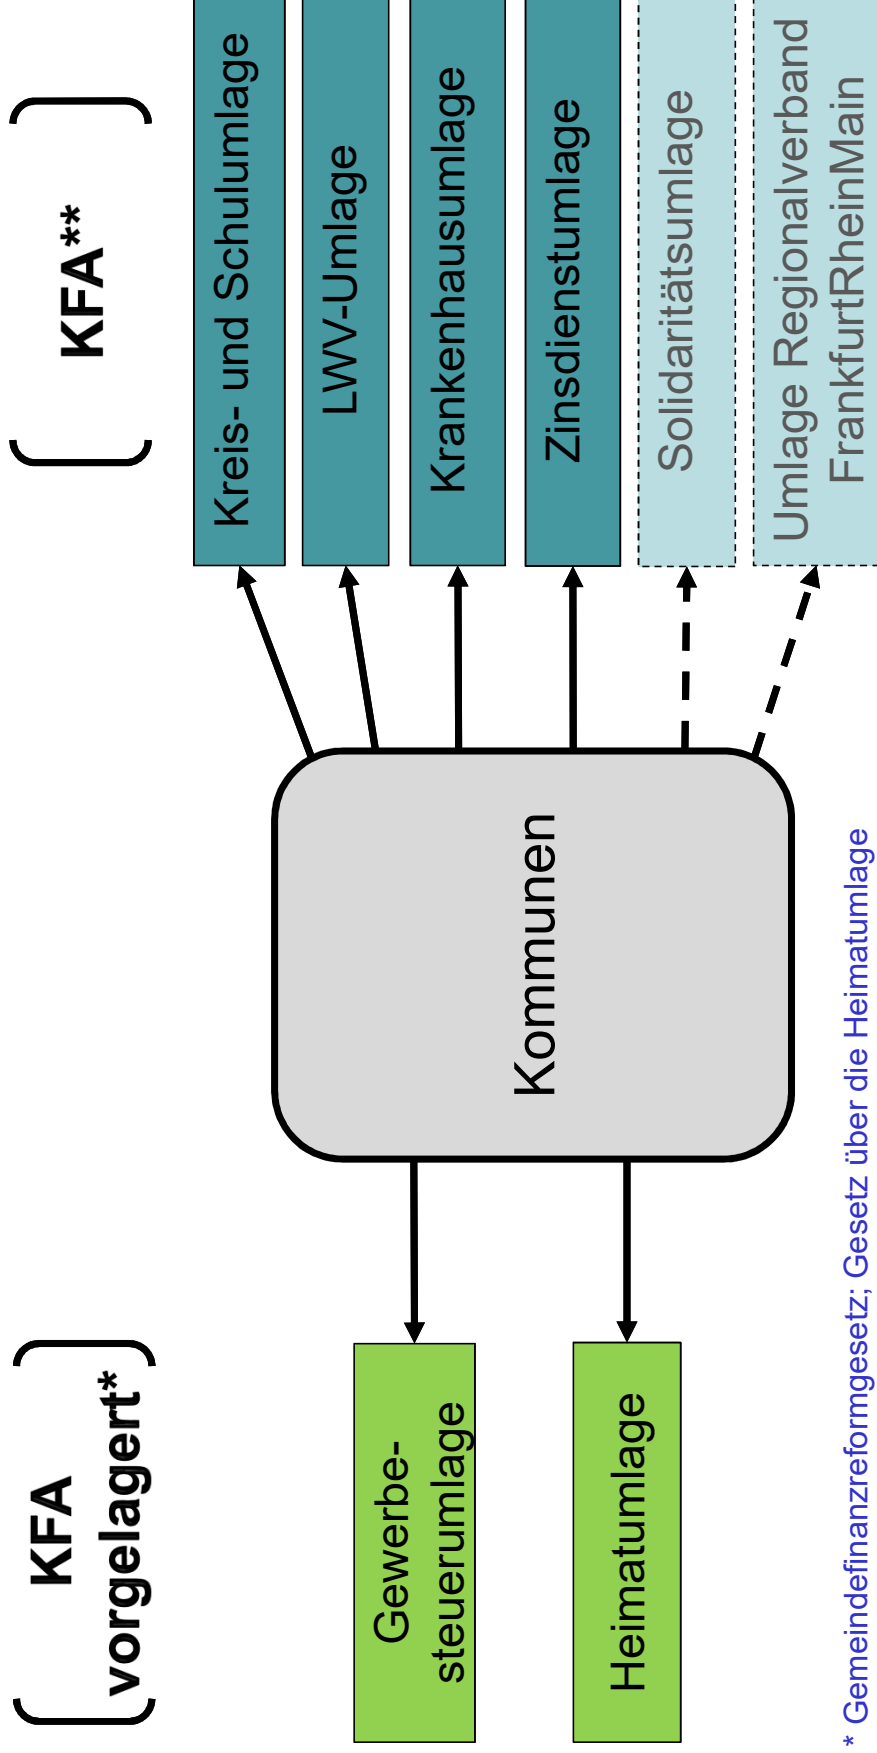 KFA
vorgelagert*
KFA**
Gewerbe-
steuerumlage
Heimatumlage
Kommunen
Kreis- und Schulumlage
LWV-Umlage
Krankenhausumlage
Zinsdienstumlage
Solidaritätsumlage
Umlage Regionalverband
FrankfurtRheinMain
* Gemeindefinanzreformgesetz; Gesetz über die Heimatumlage